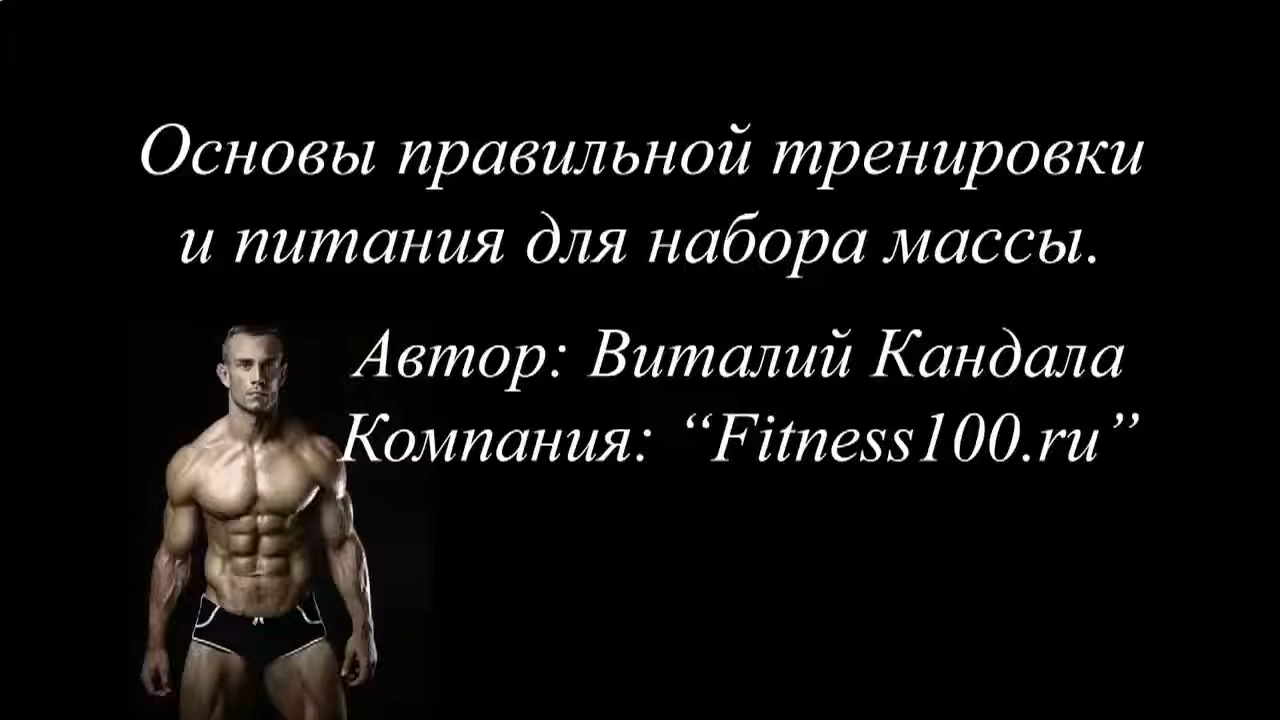 Основы правильной тренировки
и питания для набора массы.
Автор: Виталий Кандала
Компания: “Fitness100.ru”